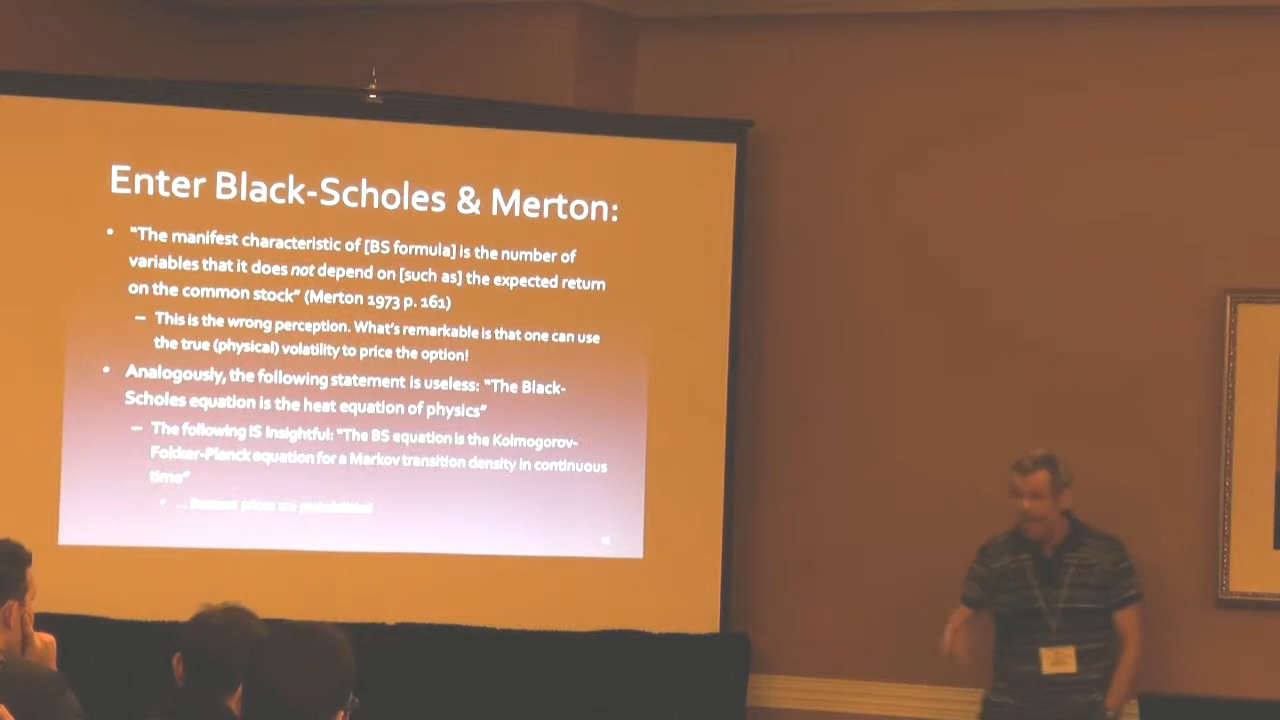 Enter Black-Scholes & Merton:
• “The manifest characteristic of [BS formula] is the number of
variables that it does not depend on [such as] the expected return
on the common stock” (Merton 1973 p. 161)
– This is the wrong perception. What’s remarkable is that one can use
the true (physical) volatility to price the option!
• Analogously, the following statement is useless: “The Black-
Scholes equation is the heat equation of physics”
– The following IS insightful: “The BS equation is the Kolmogorov-
Fokker-Planck equation for a Markov transition density in continuous
time”
• ... Because prices are probabilities!